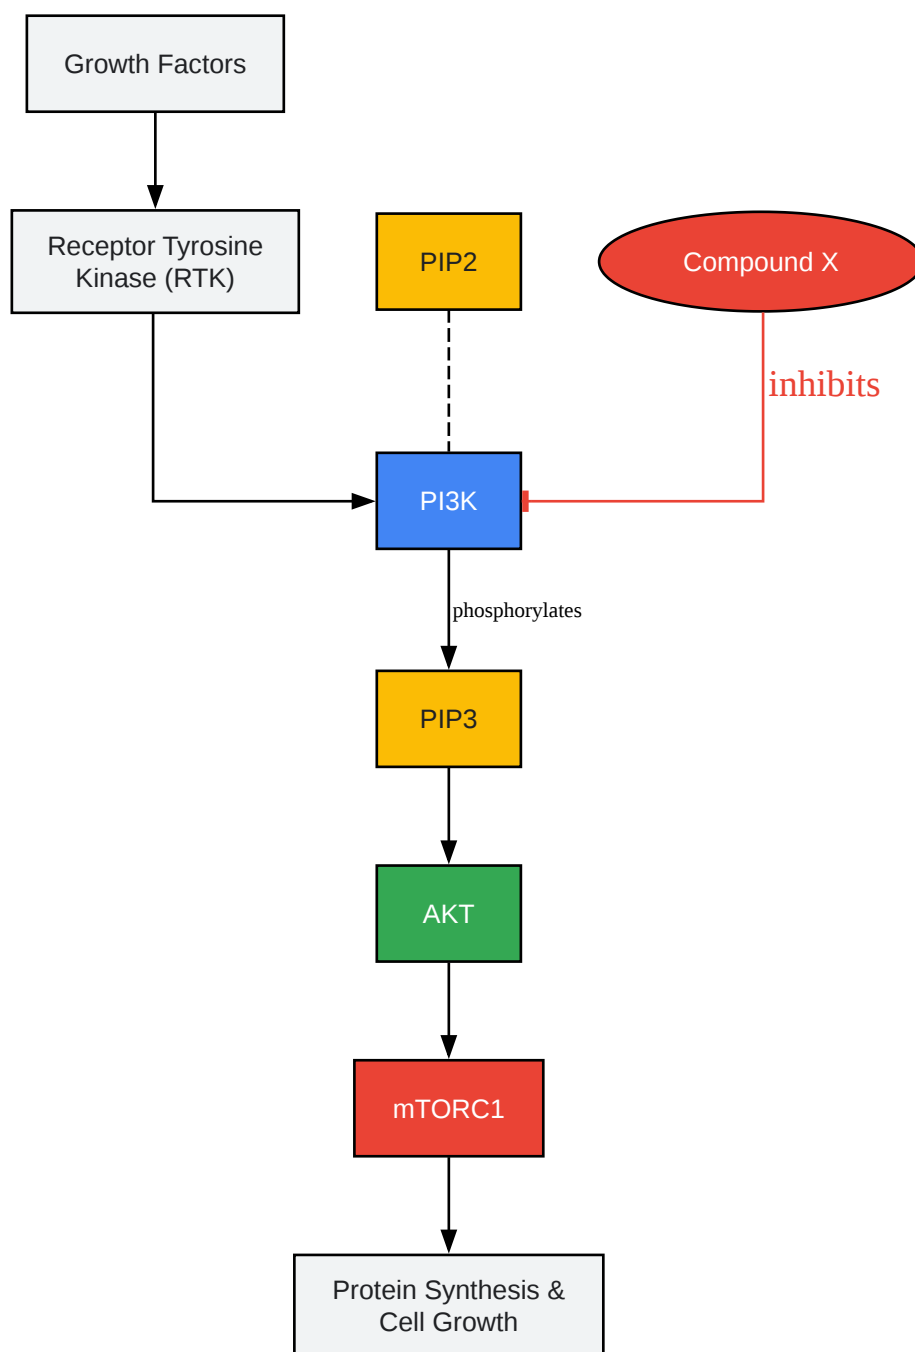 Growth Factors
Receptor Tyrosine
Kinase (RTK)
PIP2
Compound X
inhibits
PI3K
phosphorylates
PIP3
AKT
mTORC1
Protein Synthesis &
Cell Growth